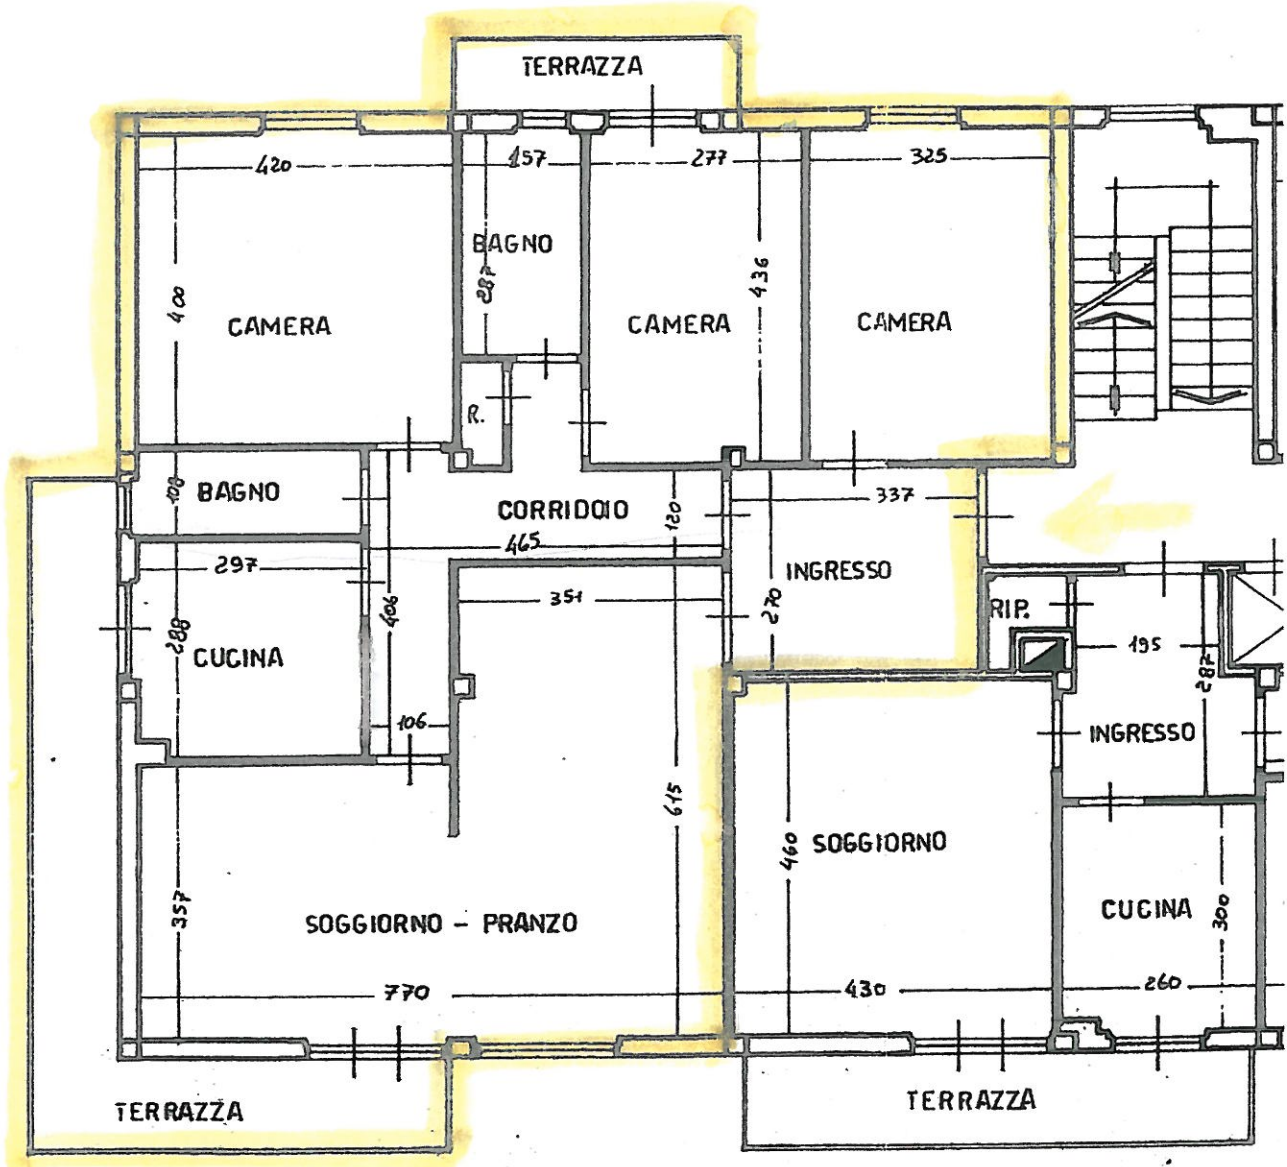 TERRAZZA
420
157
277
325
BAGNO
287
436
400
CAMERA
CAMERA
CAMERA
R.
BAGNO
108
CORRIDOIO
120
337
465
297
INGRESSO
351
270
406
288
CUCINA
RIP.
195
287
106
INGRESSO
615
460
SOGGIORNO
357
SOGGIORNO - PRANZO
CUCINA
300
770
430
260
TERRAZZA
TERRAZZA